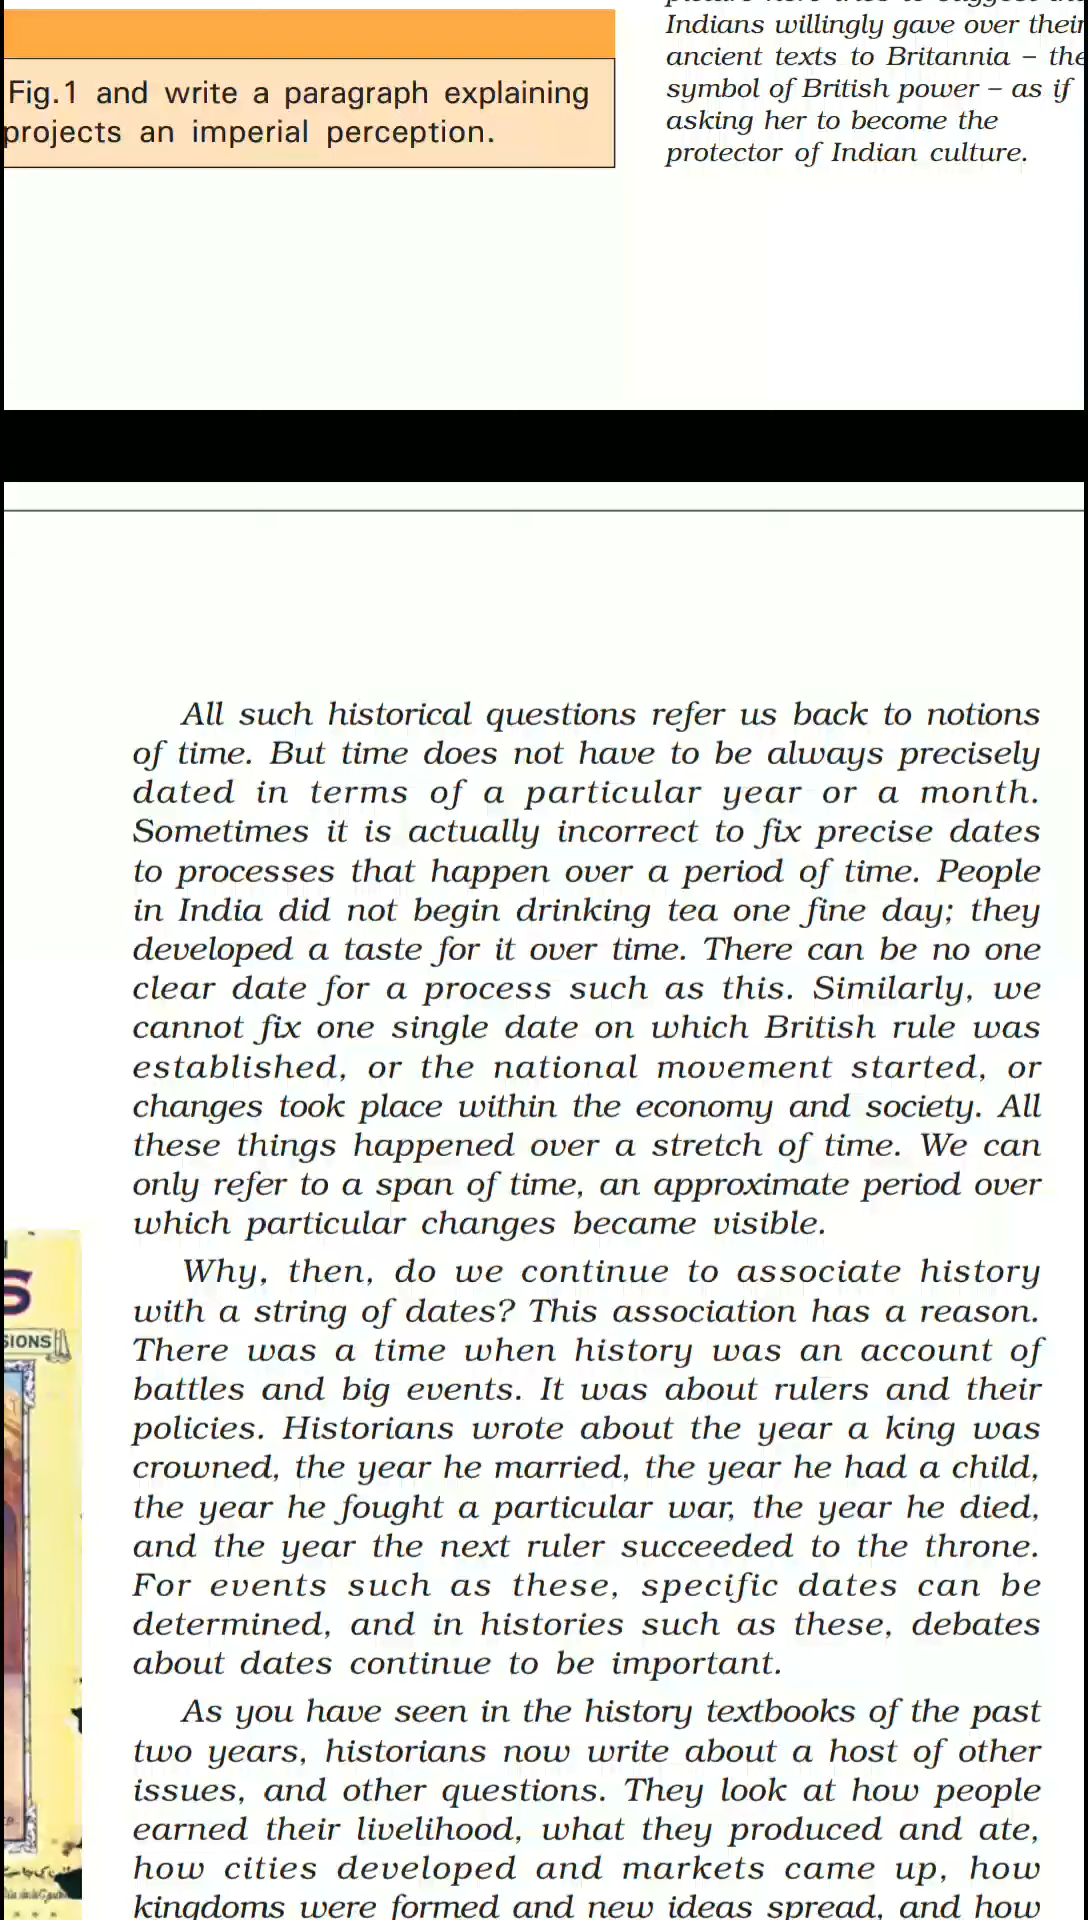 Fig.1 and write a paragraph explaining
projects an imperial perception.
Indians willingly gave over their
ancient texts to Britannia – the
symbol of British power – as if
asking her to become the
protector of Indian culture.
All such historical questions refer us back to notions
of time. But time does not have to be always precisely
dated in terms of a particular year or a month.
Sometimes it is actually incorrect to fix precise dates
to processes that happen over a period of time. People
in India did not begin drinking tea one fine day; they
developed a taste for it over time. There can be no one
clear date for a process such as this. Similarly, we
cannot fix one single date on which British rule was
established, or the national movement started, or
changes took place within the economy and society. All
these things happened over a stretch of time. We can
only refer to a span of time, an approximate period over
which particular changes became visible.
Why, then, do we continue to associate history
with a string of dates? This association has a reason.
There was a time when history was an account of
battles and big events. It was about rulers and their
policies. Historians wrote about the year a king was
crowned, the year he married, the year he had a child,
the year he fought a particular war, the year he died,
and the year the next ruler succeeded to the throne.
For events such as these, specific dates can be
determined, and in histories such as these, debates
about dates continue to be important.
As you have seen in the history textbooks of the past
two years, historians now write about a host of other
issues, and other questions. They look at how people
earned their livelihood, what they produced and ate,
how cities developed and markets came up, how
kingdoms were formed and new ideas spread, and how
S
SIONS